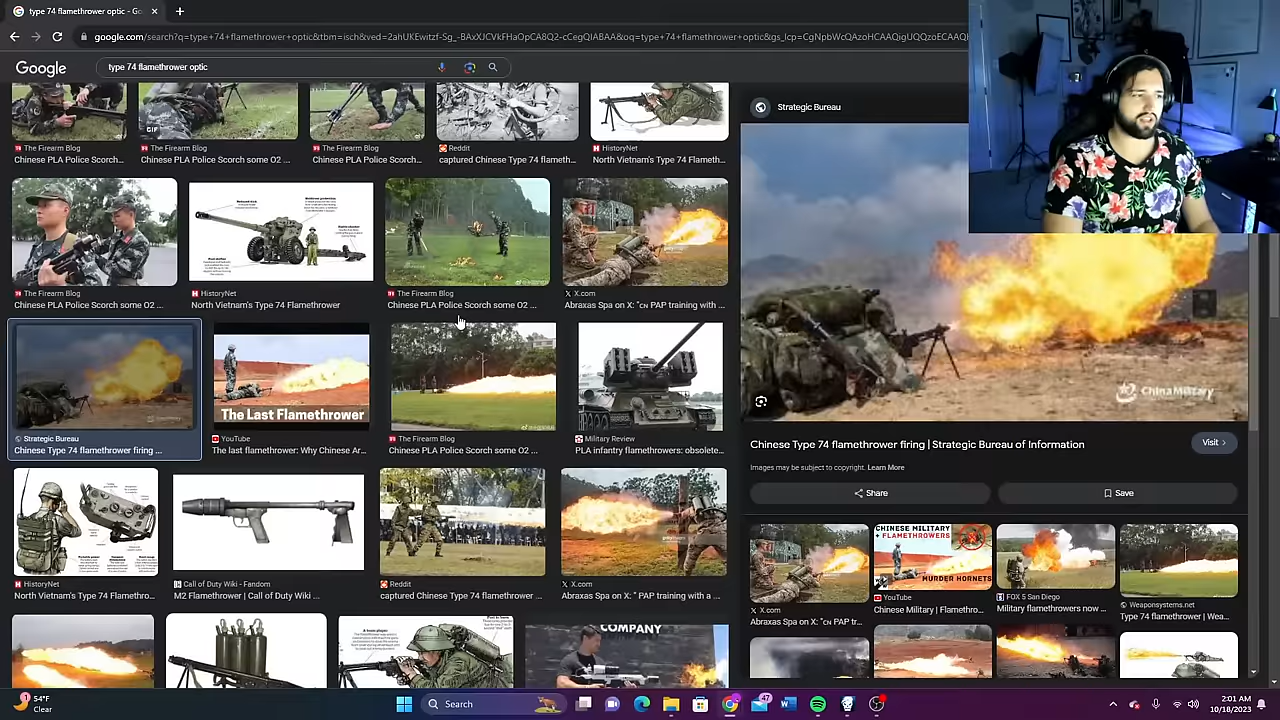 type 74 flamethrower optic - Go
google.com/search?q=type+74+flamethrower+optic&tbm=isch&ved=2ahUKEwitzf-Sg_-BAxXJCVkFHaOpCA8Q2-cCegQIABAA&oq=type+74+flamethrower+optic&gs_lcp=CgNpbWcQAzoHCAAQigUQQzoECAAQH
Google
type 74 flamethrower optic
Strategic Bureau
GIF
The Firearm Blog
The Firearm Blog
The Firearm Blog
Reddit
HistoryNet
Chinese PLA Police Scorch...
Chinese PLA Police Scorch some O2 ...
Chinese PLA Police Scorch...
captured Chinese Type 74 flameth...
North Vietnam's Type 74 Flameth...
The Firearm Blog
HistoryNet
The Firearm Blog
X.com
Chinese PLA Police Scorch some O2 ...
North Vietnam's Type 74 Flamethrower
Chinese PLA Police Scorch some O2 ...
Abraxas Spa on X: "CN PAP training with ...
ChinaMilitary
The Last Flamethrower
Strategic Bureau
YouTube
The Firearm Blog
Military Review
Chinese Type 74 flamethrower firing ...
The last flamethrower: Why Chinese Ar...
Chinese PLA Police Scorch some O2 ...
PLA infantry flamethrowers: obsolete...
Chinese Type 74 flamethrower firing | Strategic Bureau of Information
Visit
Images may be subject to copyright. Learn More
Share
Save
HistoryNet
Call of Duty Wiki - Fandom
Reddit
X.com
North Vietnam's Type 74 Flamethro...
M2 Flamethrower | Call of Duty Wiki ...
captured Chinese Type 74 flamethrower ...
Abraxas Spa on X: " PAP training with a ...
CHINESE MILITARY
FLAMETHROWERS
MURDER HORNETS
X.com
YouTube
FOX 5 San Diego
Weaponsystems.net
Abraxas Spa on X: "CN PAP tr...
Chinese Military | Flamethro...
Military flamethrowers now ...
Type 74 flamethrower | Wea...
COMPANY
54°F
Clear
Search
47
2:01 AM
10/18/2023